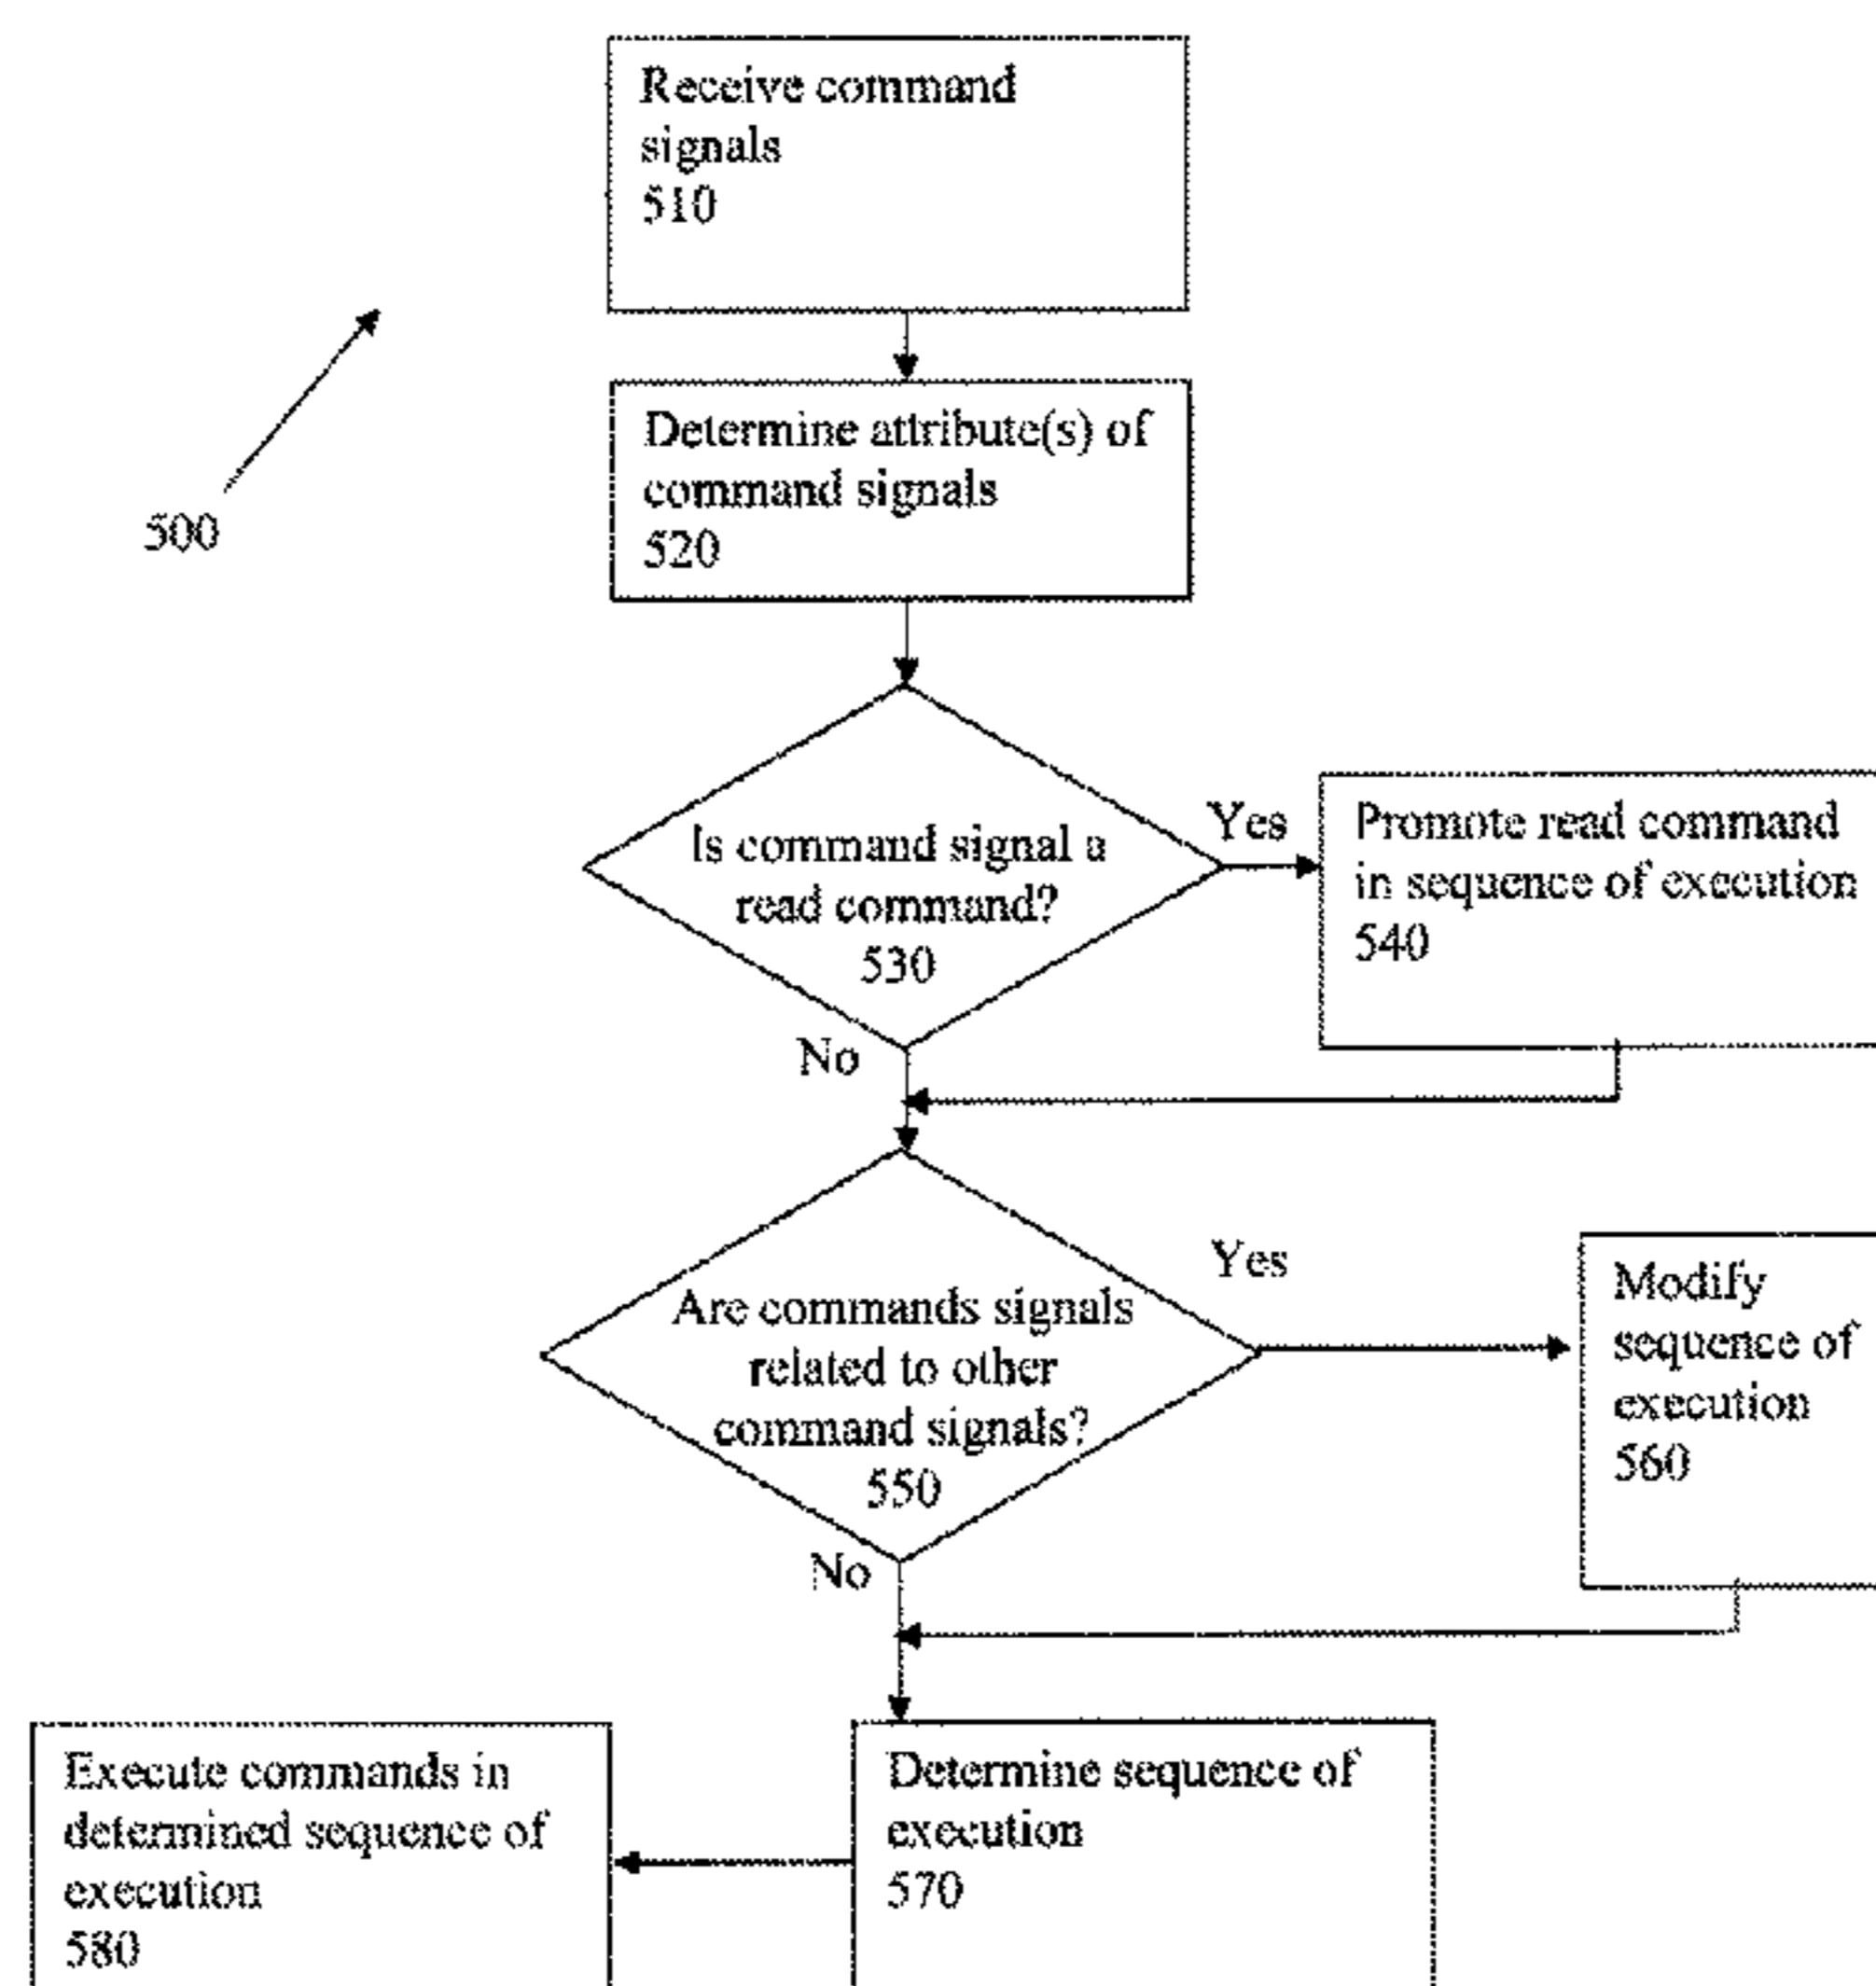 Receive command
signals
510
Determine attribute(s) of
command signals
520
500
Is command signal a
read command?
530
Yes
Promote read command
in sequence of execution
540
No
Are commands signals
related to other
command signals?
550
Yes
Modify
sequence of
execution
560
No
Determine sequence of
execution
570
Execute commands in
determined sequence of
execution
580